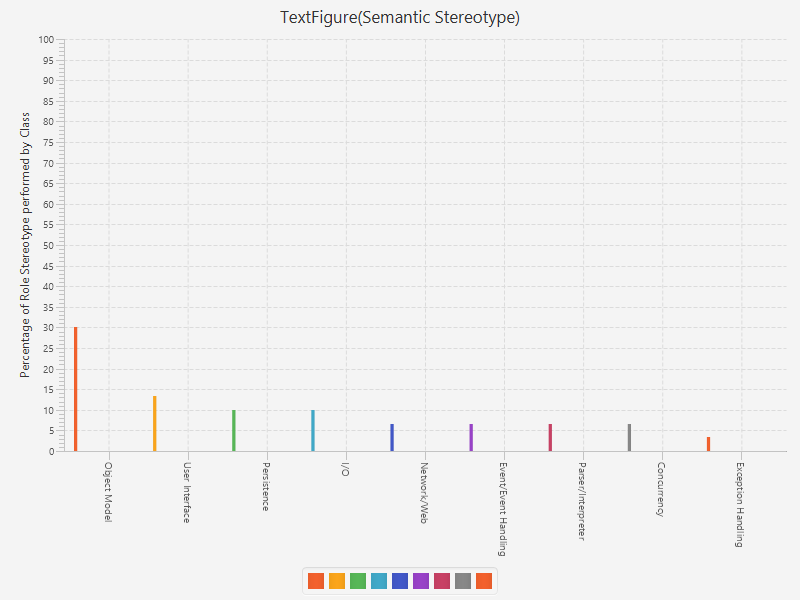 TextFigure(Semantic Stereotype)
Percentage of Role Stereotype performed by Class
100
95
90
85
80
75
70
65
60
55
50
45
40
35
30
25
20
15
10
5
0
Object Model
User Interface
Persistence
I/O
Network/Web
Event/Event Handling
Parser/Interpreter
Concurrency
Exception Handling